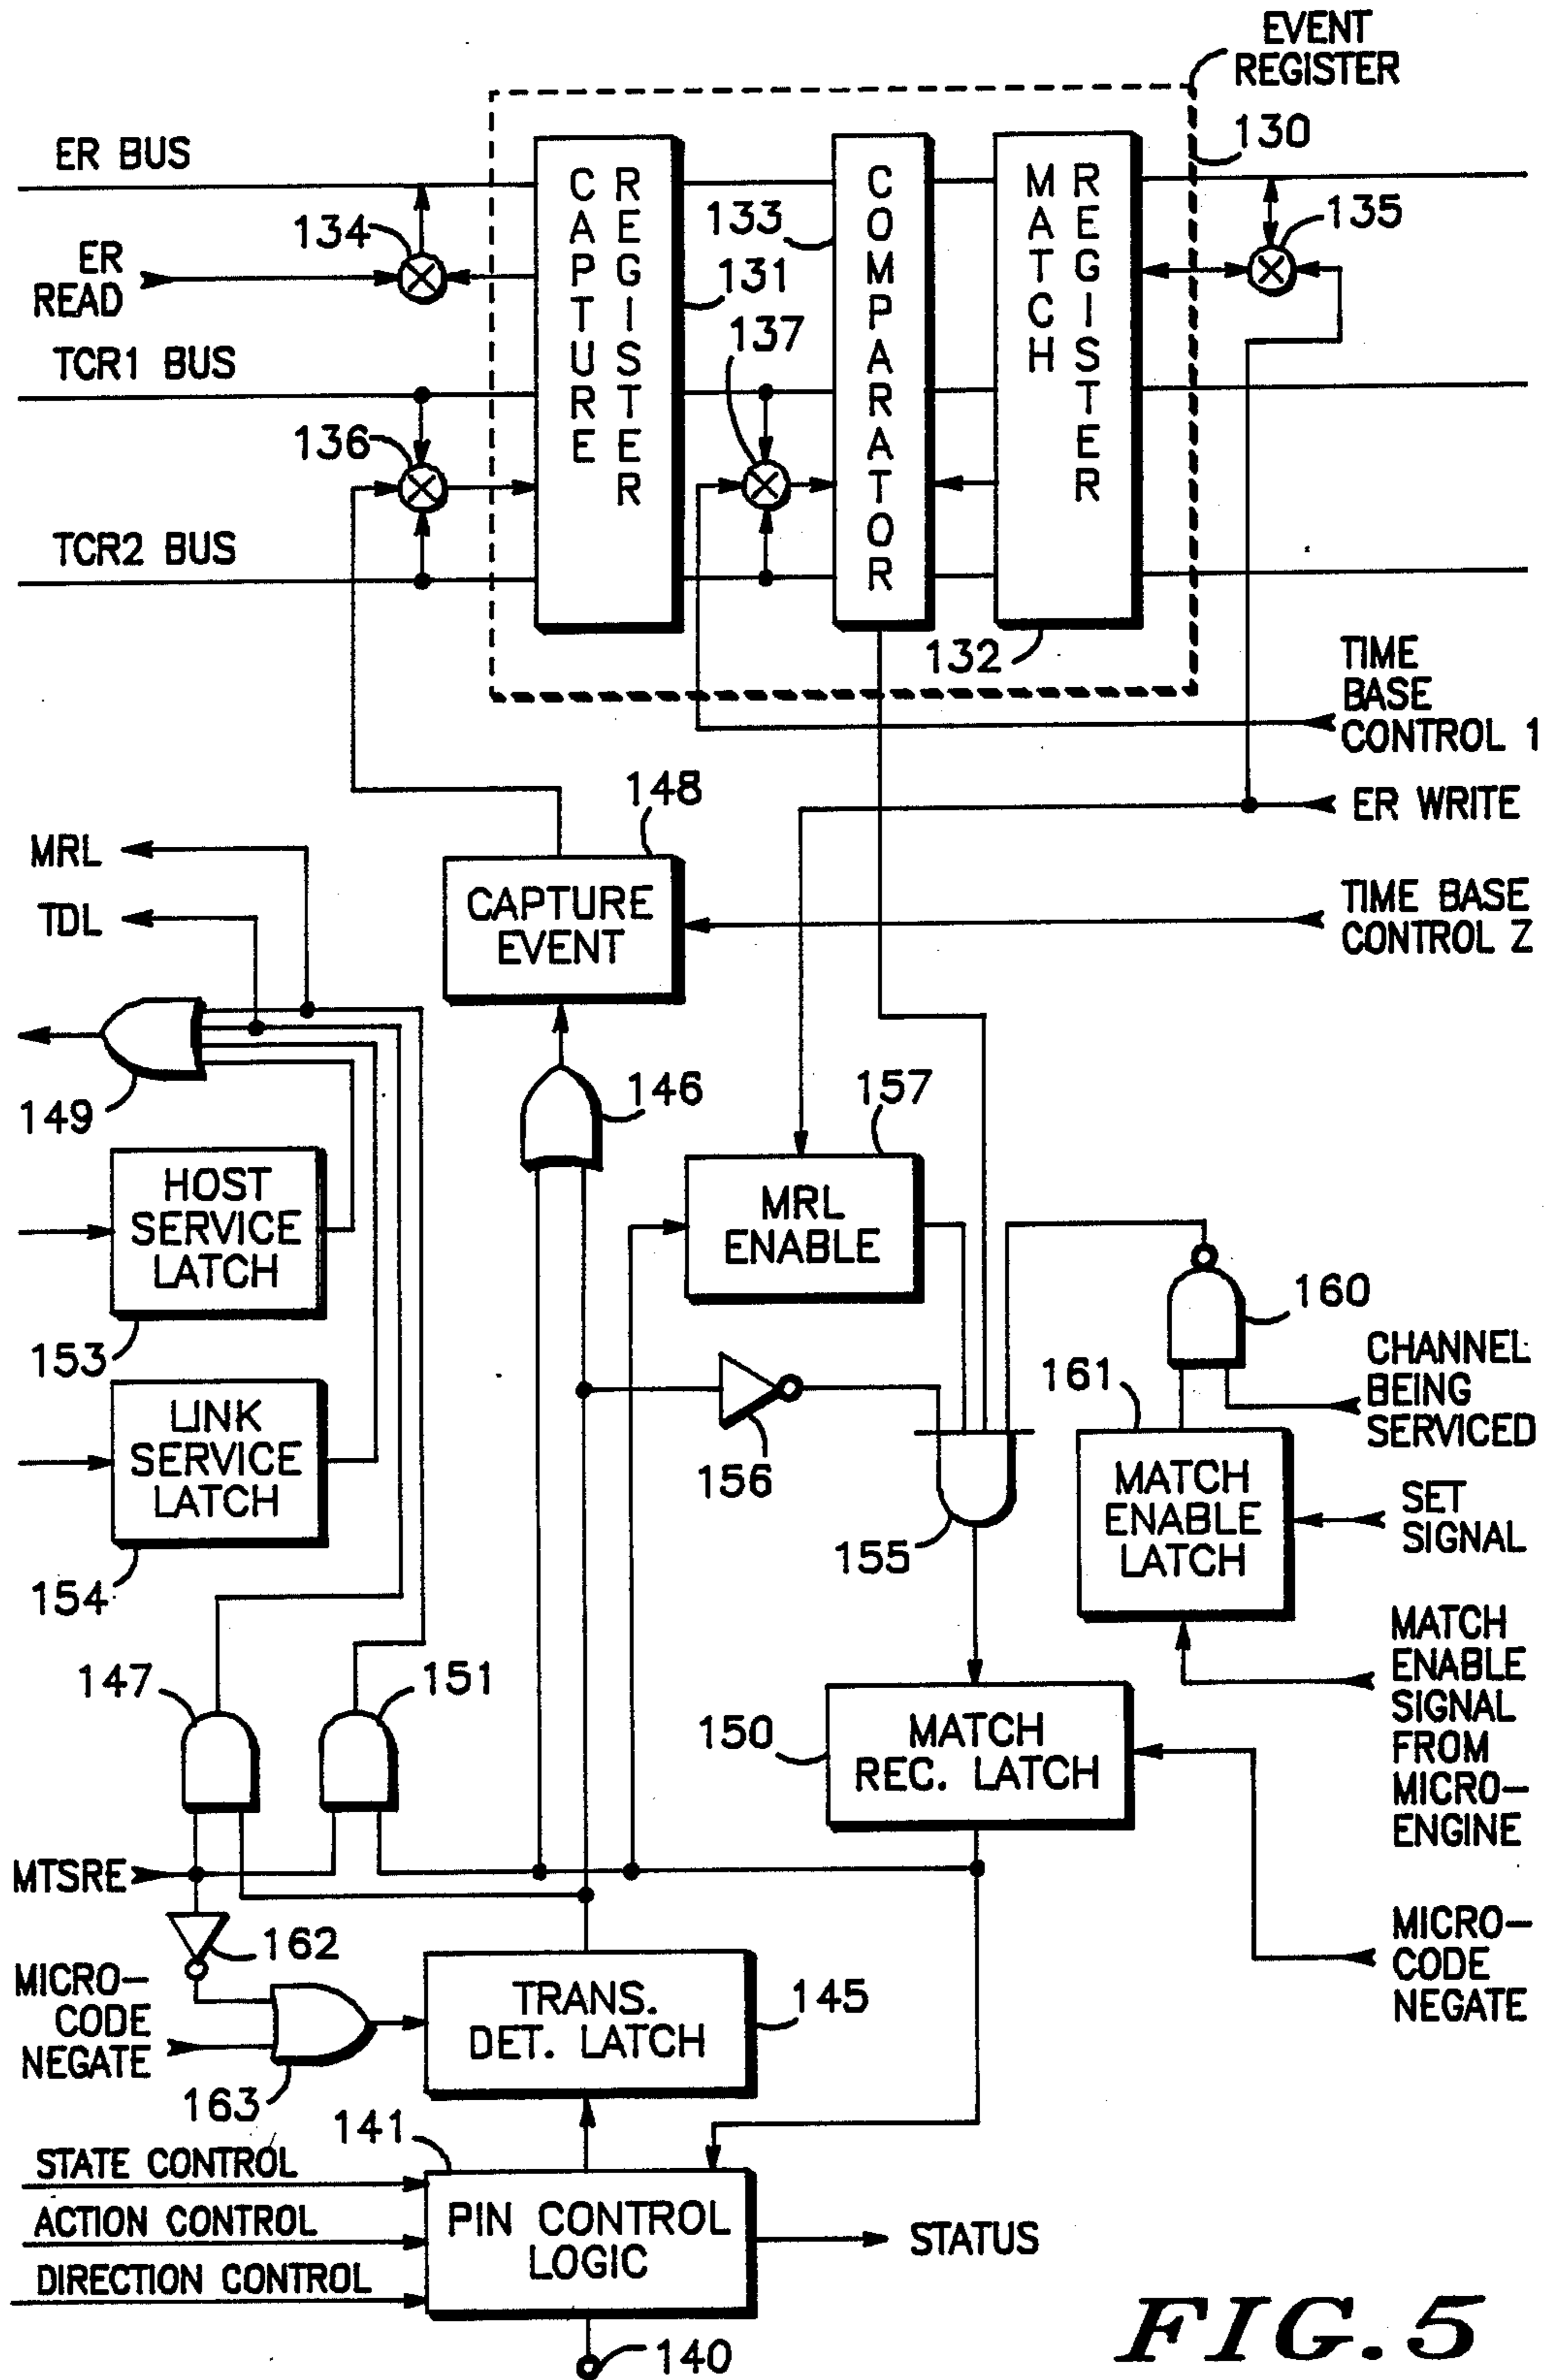 EVENT
REGISTER
130
ER BUS
CAPTURE
REGISTER
COMPARATOR
MATCH
REGISTER
134
133
135
ER
READ
131
137
TCR1 BUS
136
TCR2 BUS
132
TIME
BASE
CONTROL 1
148
ER WRITE
MRL
CAPTURE
EVENT
TIME BASE
CONTROL Z
TDL
149
146
157
HOST
SERVICE
LATCH
MRL
ENABLE
160
153
CHANNEL
BEING
SERVICED
161
LINK
SERVICE
LATCH
156
MATCH
ENABLE
LATCH
SET
SIGNAL
155
154
147
151
MATCH
ENABLE
SIGNAL
FROM
MICRO-
ENGINE
150
MATCH
REC. LATCH
MTSRE
162
MICRO-
CODE
NEGATE
MICRO-
CODE
NEGATE
TRANS.
DET. LATCH
145
163
141
STATE CONTROL
ACTION CONTROL
DIRECTION CONTROL
PIN CONTROL
LOGIC
STATUS
140
FIG. 5